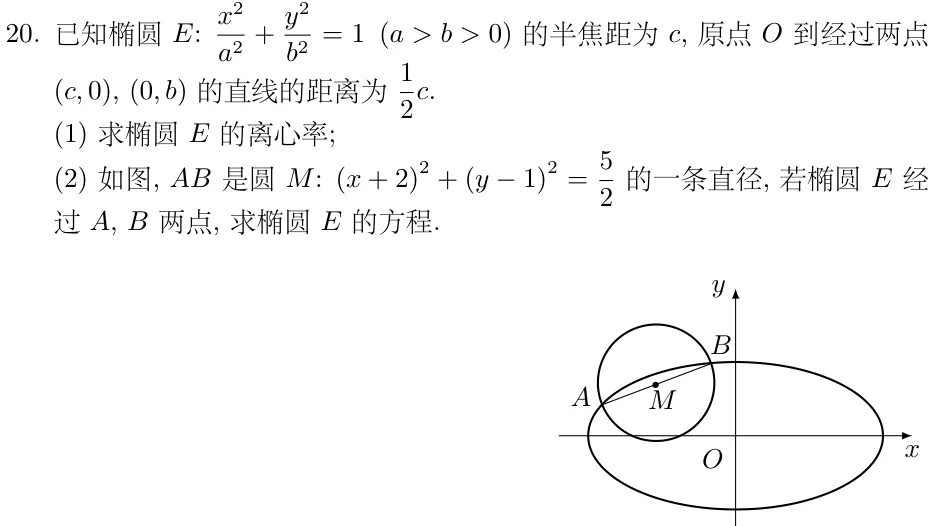 20. 已知椭圆 E: x²/a² + y²/b² = 1 (a > b > 0) 的半焦距为 c, 原点 O 到经过两点
(c, 0), (0, b) 的直线的距离为 1/2 c.
(1) 求椭圆 E 的离心率;
(2) 如图, AB 是圆 M: (x + 2)² + (y − 1)² = 5/2 的一条直径, 若椭圆 E 经
过 A, B 两点, 求椭圆 E 的方程.
y
B
A
M
O
x